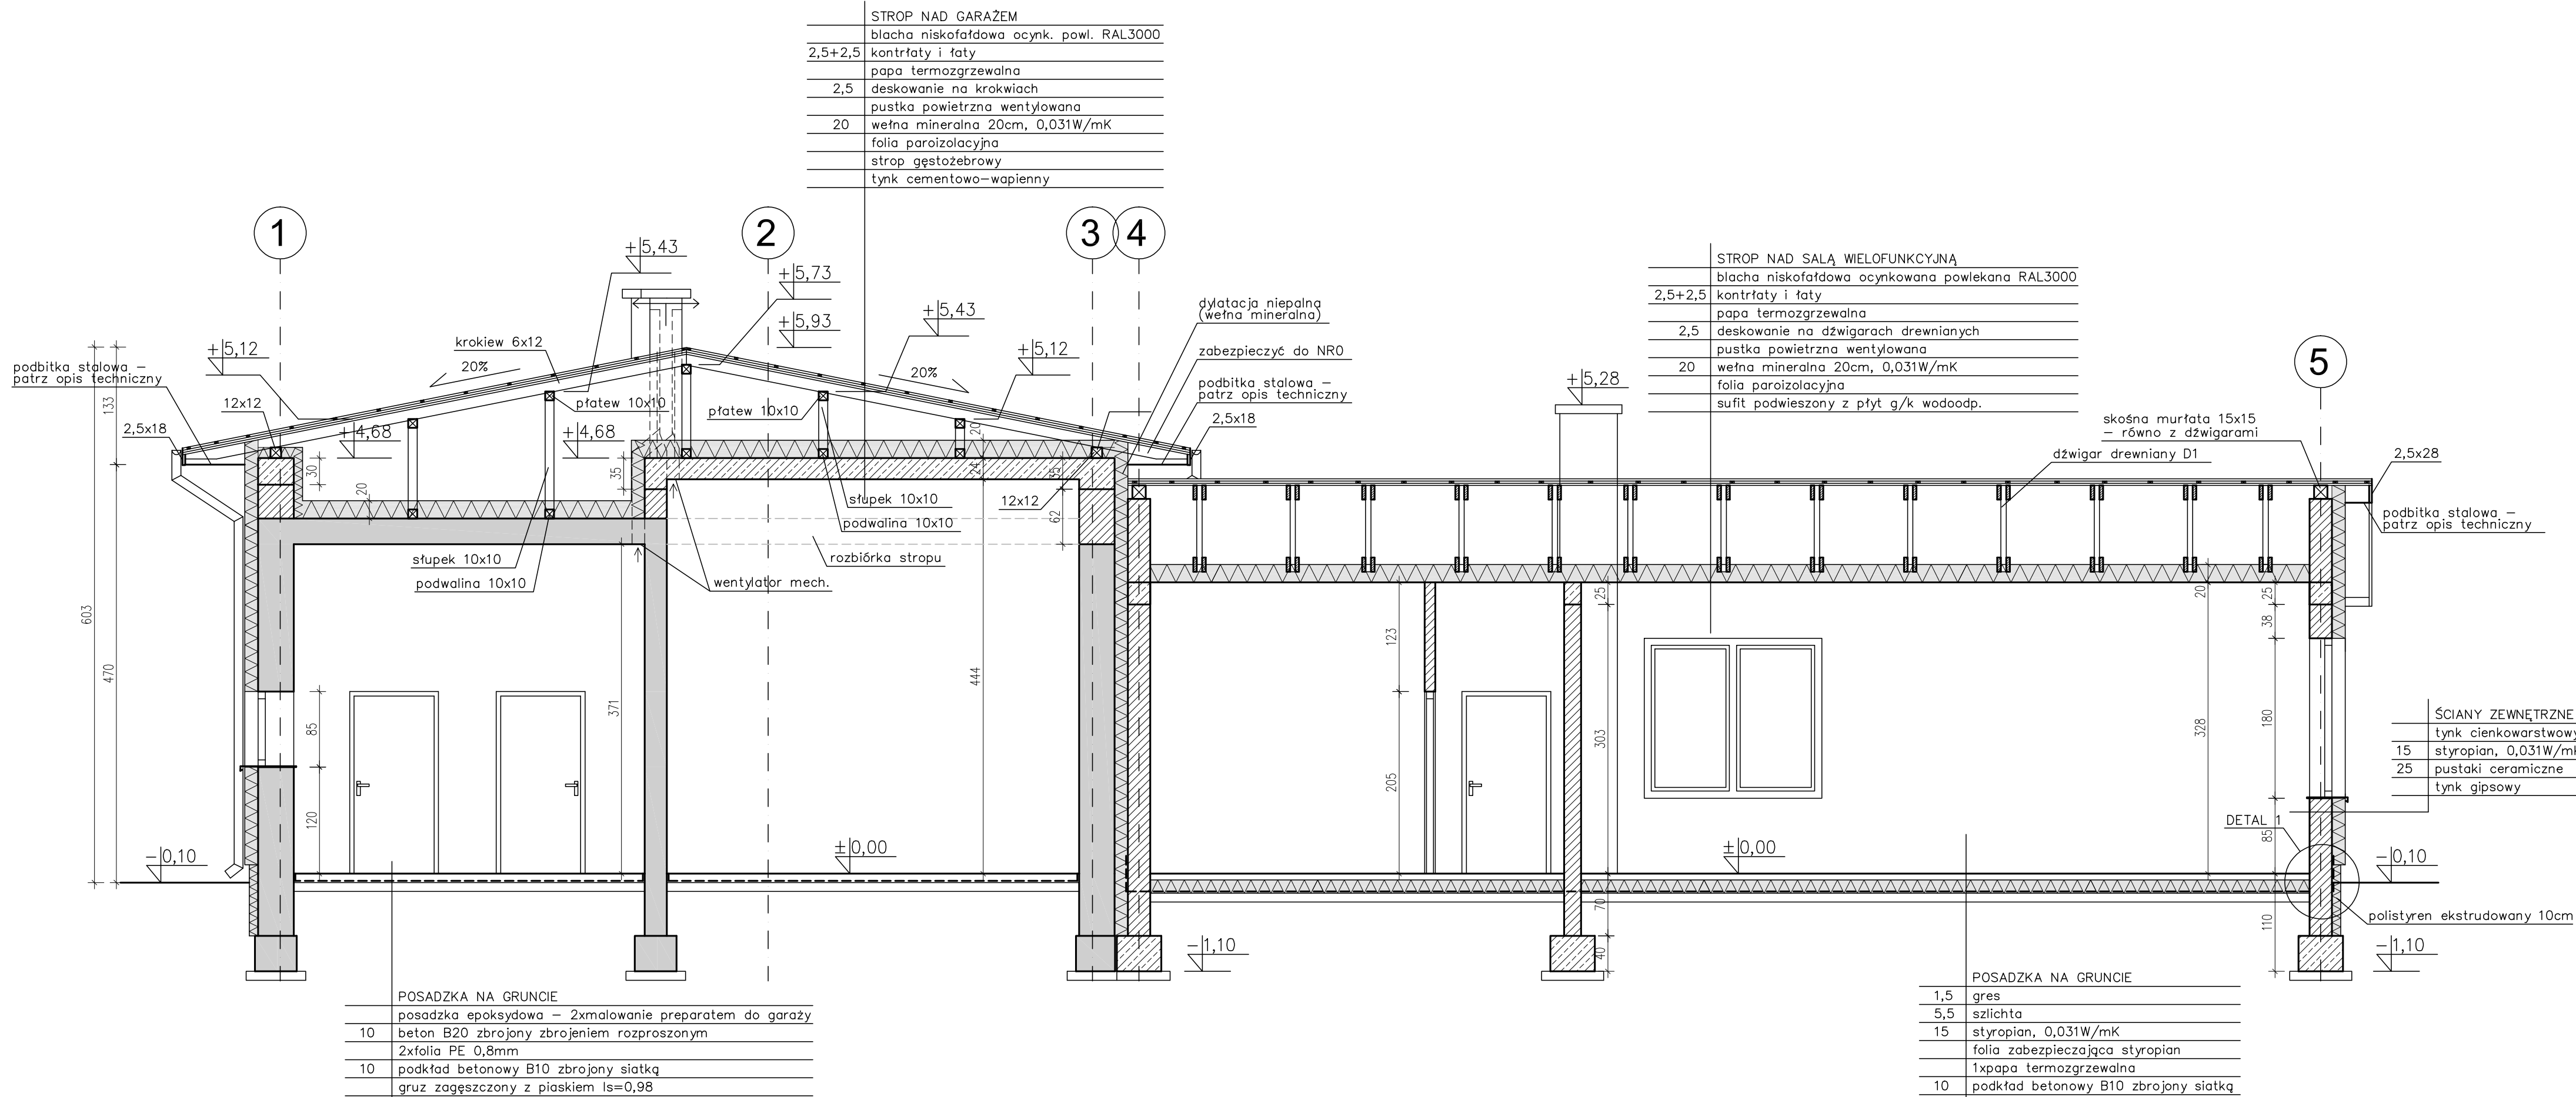 STROP NAD GARAŻEM
blacha niskofałdowa ocynk. powl. RAL3000
2,5+2,5 kontrłaty i łaty
papa termozgrzewalna
2,5 deskowanie na krokwiach
pustka powietrzna wentylowana
20 wełna mineralna 20cm, 0,031W/mK
folia paroizolacyjna
strop gęstożebrowy
tynk cementowo–wapienny
1
2
3
4
5
STROP NAD SALĄ WIELOFUNKCYJNĄ
blacha niskofałdowa ocynkowana powlekana RAL3000
2,5+2,5 kontrłaty i łaty
papa termozgrzewalna
2,5 deskowanie na dźwigarach drewnianych
pustka powietrzna wentylowana
20 wełna mineralna 20cm, 0,031W/mK
folia paroizolacyjna
sufit podwieszony z płyt g/k wodoodp.
+5,43
+5,73
+5,93
+5,43
+5,12
+5,12
+5,28
krokiew 6x12
20%
20%
podbitka stalowa –
patrz opis techniczny
12x12
2,5x18
+4,68
+4,68
płatew 10x10
płatew 10x10
dylatacja niepalna
(wełna mineralna)
zabezpieczyć do NRO
podbitka stalowa –
patrz opis techniczny
2,5x18
skośna murłata 15x15
– równo z dźwigarami
dźwigar drewniany D1
2,5x28
podbitka stalowa –
patrz opis techniczny
słupek 10x10
podwalina 10x10
12x12
słupek 10x10
podwalina 10x10
rozbiórka stropu
wentylator mech.
133
603
470
30
20
35
20
24
35
62
85
120
371
444
123
205
25
303
70
40
20
328
25
38
180
85
110
ŚCIANY ZEWNĘTRZNE
tynk cienkowarstwowy
15 styropian, 0,031W/m
25 pustaki ceramiczne
tynk gipsowy
DETAL 1
–0,10
±0,00
±0,00
–0,10
–1,10
–1,10
polistyren ekstrudowany 10cm
POSADZKA NA GRUNCIE
posadzka epoksydowa – 2xmalowanie preparatem do garaży
10 beton B20 zbrojony zbrojeniem rozproszonym
2xfolia PE 0,8mm
10 podkład betonowy B10 zbrojony siatką
gruz zagęszczony z piaskiem Is=0,98
POSADZKA NA GRUNCIE
1,5 gres
5,5 szlichta
15 styropian, 0,031W/mK
folia zabezpieczająca styropian
1xpapa termozgrzewalna
10 podkład betonowy B10 zbrojony siatką